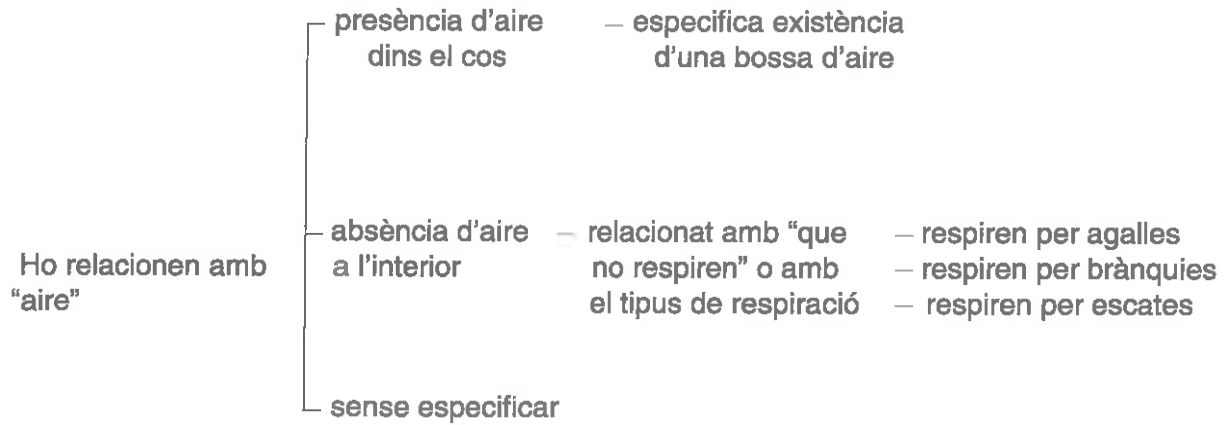 presència d'aire – especifica existència
dins el cos d'una bossa d'aire
absència d'aire – relacionat amb “que – respiren per agalles
Ho relacionen amb a l'interior no respiren” o amb – respiren per brànquies
“aire” el tipus de respiració – respiren per escates
sense especificar